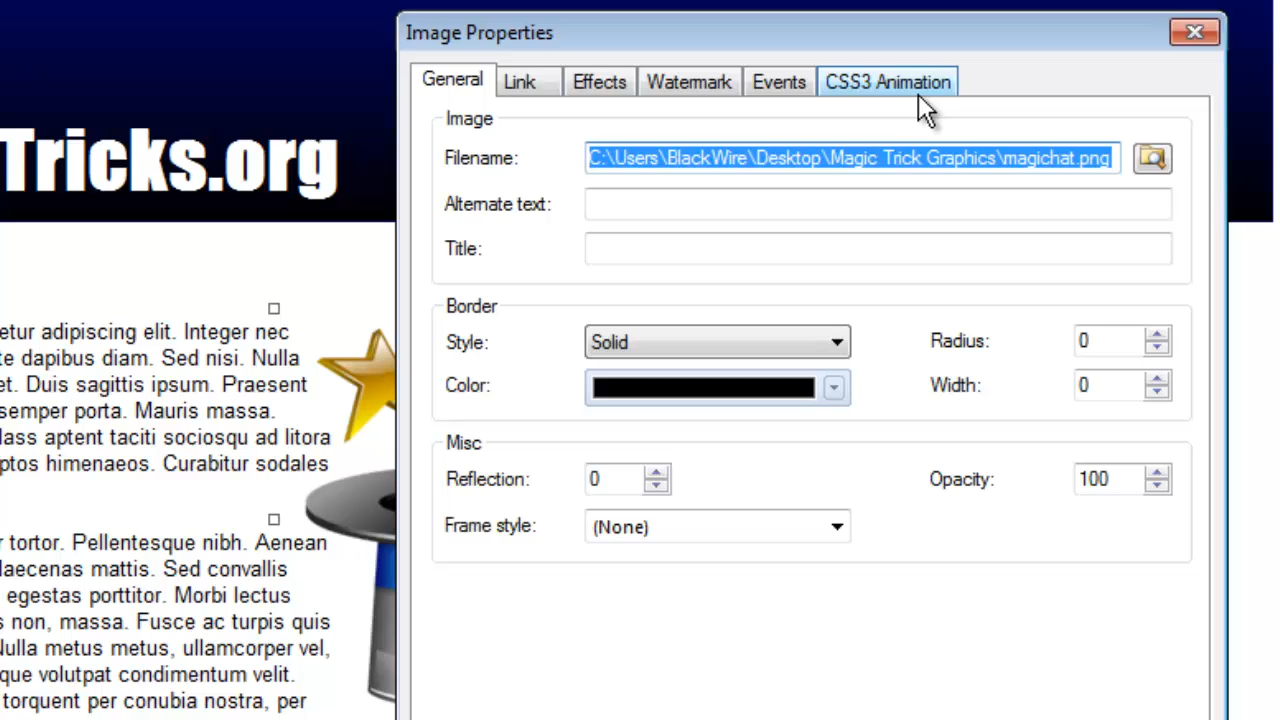 Image Properties
General Link Effects Watermark Events CSS3 Animation
Image
Filename: C:\Users\BlackWire\Desktop\Magic Trick Graphics\magichat.png
Alternate text:
Title:
Border
Style: Solid Radius: 0
Color: Width: 0
Misc
Reflection: 0 Opacity: 100
Frame style: (None)
Tricks.org
etur adipiscing elit. Integer nec
te dapibus diam. Sed nisi. Nulla
et. Duis sagittis ipsum. Praesent
semper porta. Mauris massa.
lass aptent taciti sociosqu ad litora
ptos himenaeos. Curabitur sodales
r tortor. Pellentesque nibh. Aenean
laecenas mattis. Sed convallis
egestas porttitor. Morbi lectus
s non, massa. Fusce ac turpis quis
Nulla metus metus, ullamcorper vel,
que volutpat condimentum velit.
torquent per conubia nostra, per